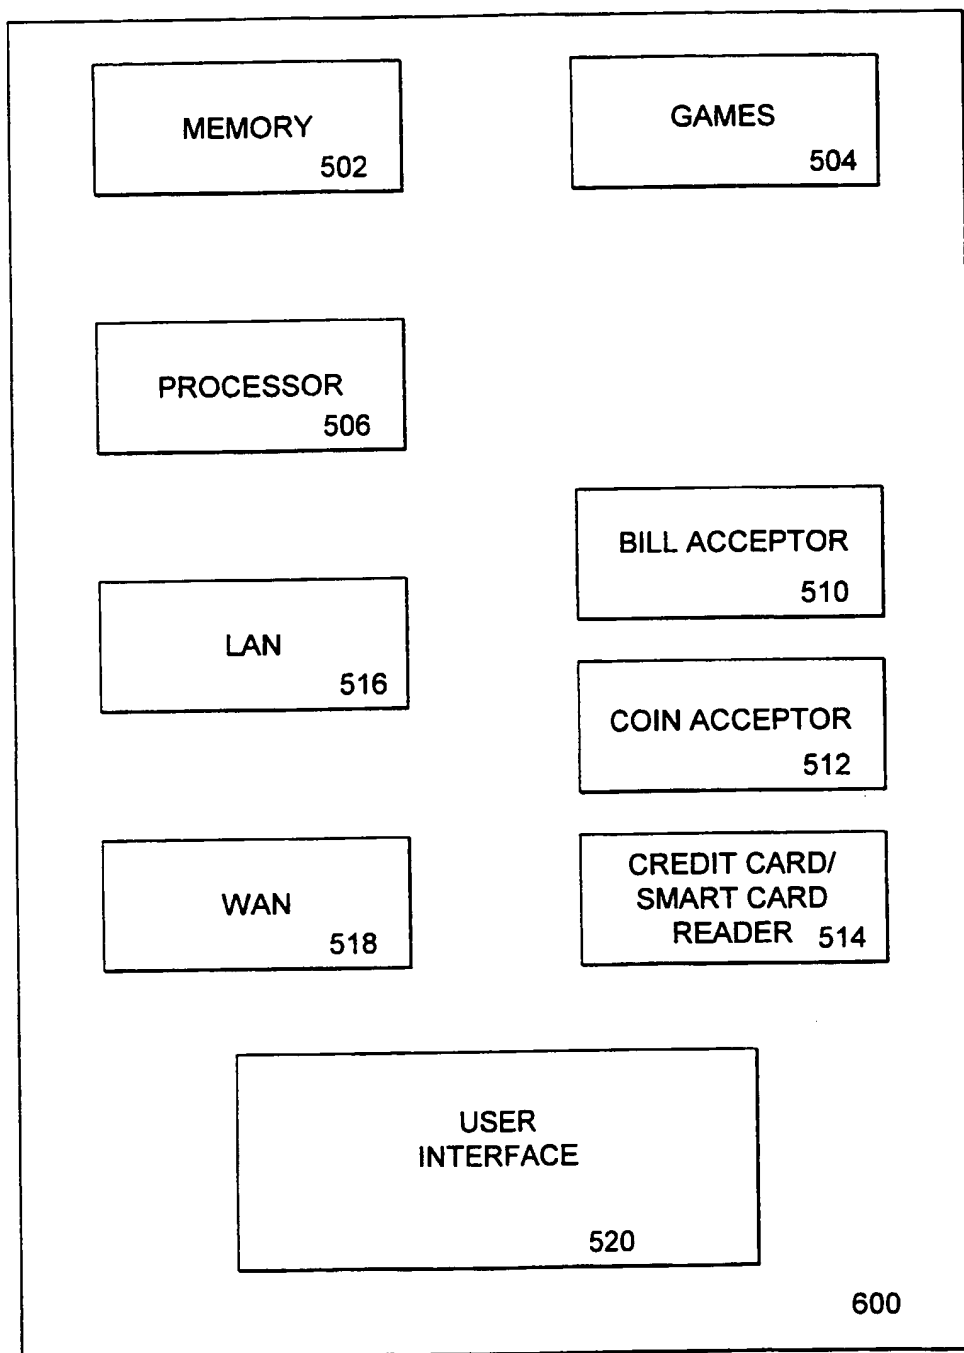 MEMORY
502
GAMES
504
PROCESSOR
506
BILL ACCEPTOR
510
LAN
516
COIN ACCEPTOR
512
WAN
518
CREDIT CARD/
SMART CARD
READER 514
USER
INTERFACE
520
600